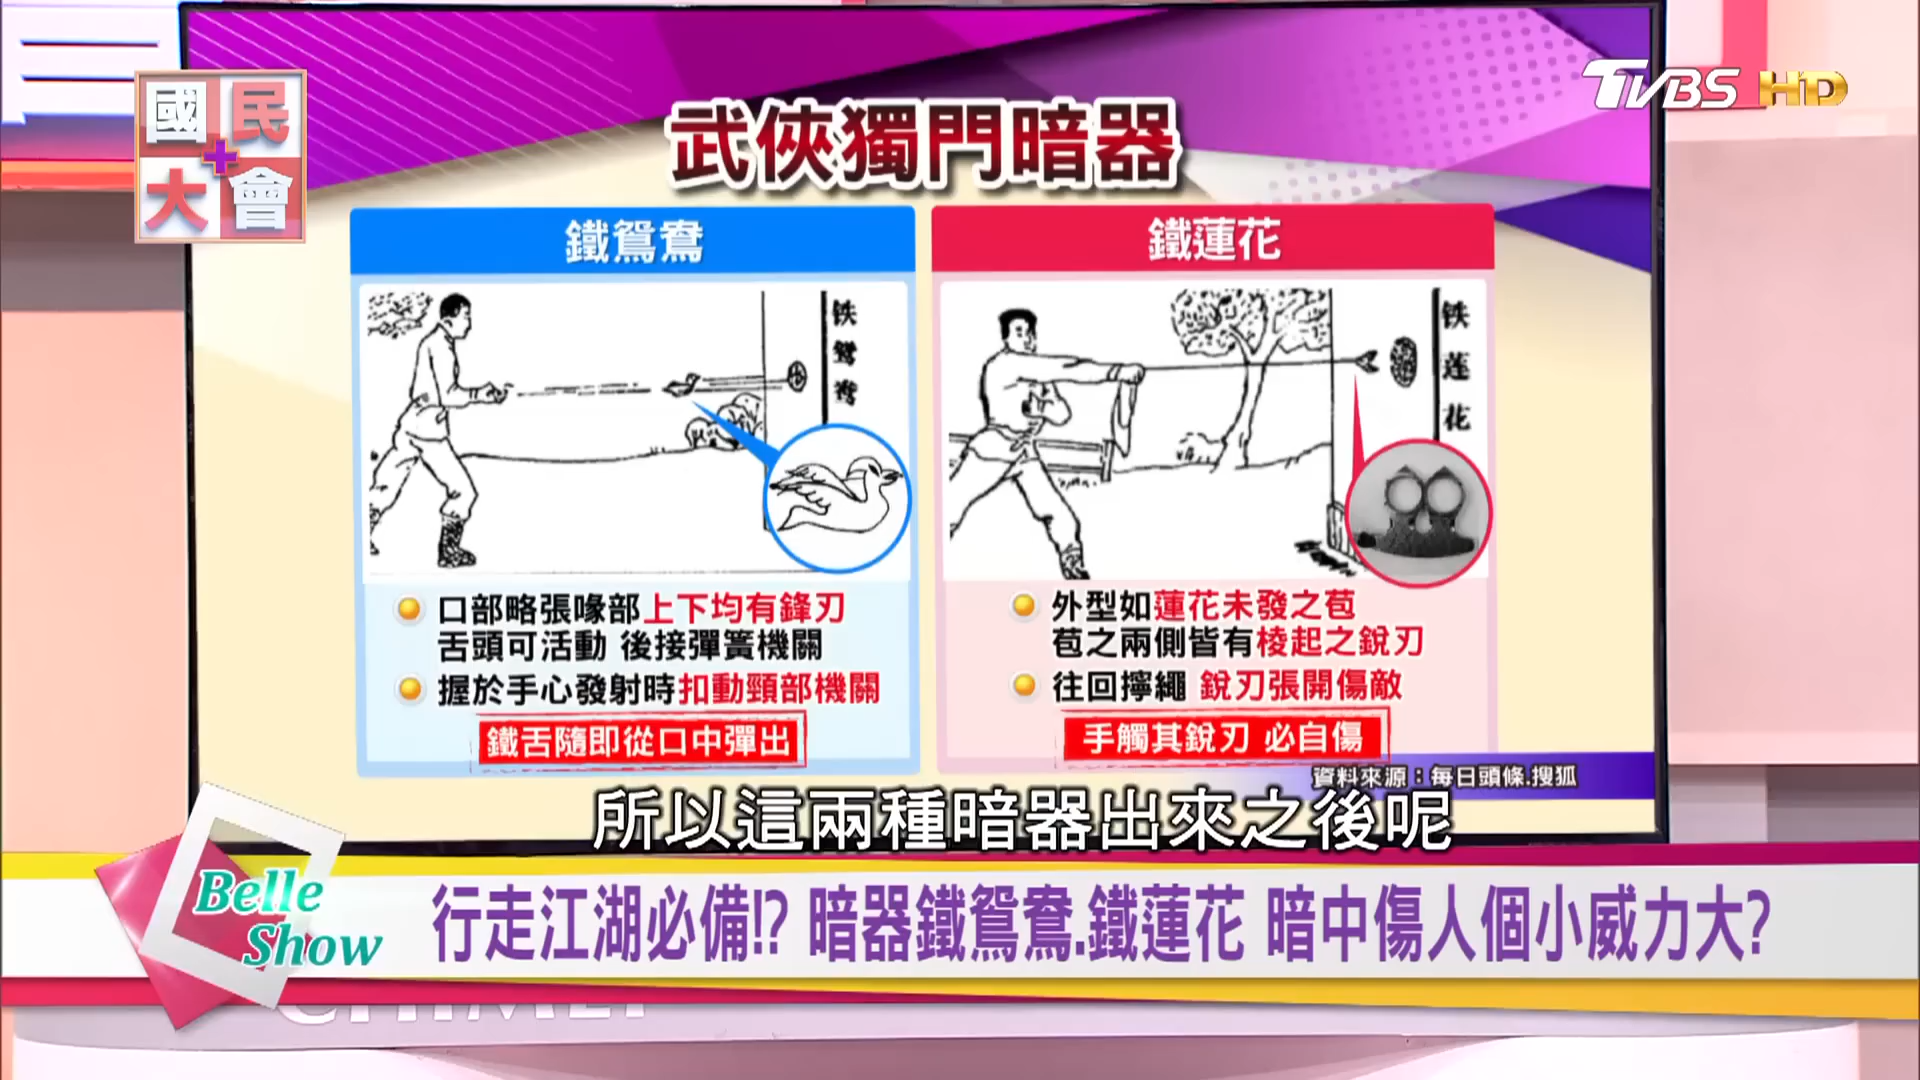 國民
大會
TVBS HD
武俠獨門暗器
鐵鴛鴦
铁鸳鸯
口部略張喙部上下均有鋒刃
舌頭可活動 後接彈簧機關
握於手心發射時扣動頸部機關
鐵舌隨即從口中彈出
鐵蓮花
铁莲花
外型如蓮花未發之苞
苞之兩側皆有棱起之銳刃
往回擰繩 銳刃張開傷敵
手觸其銳刃 必自傷
資料來源：每日頭條.搜狐
所以這兩種暗器出來之後呢
Belle
Show
行走江湖必備!? 暗器鐵鴛鴦.鐵蓮花 暗中傷人個小威力大?